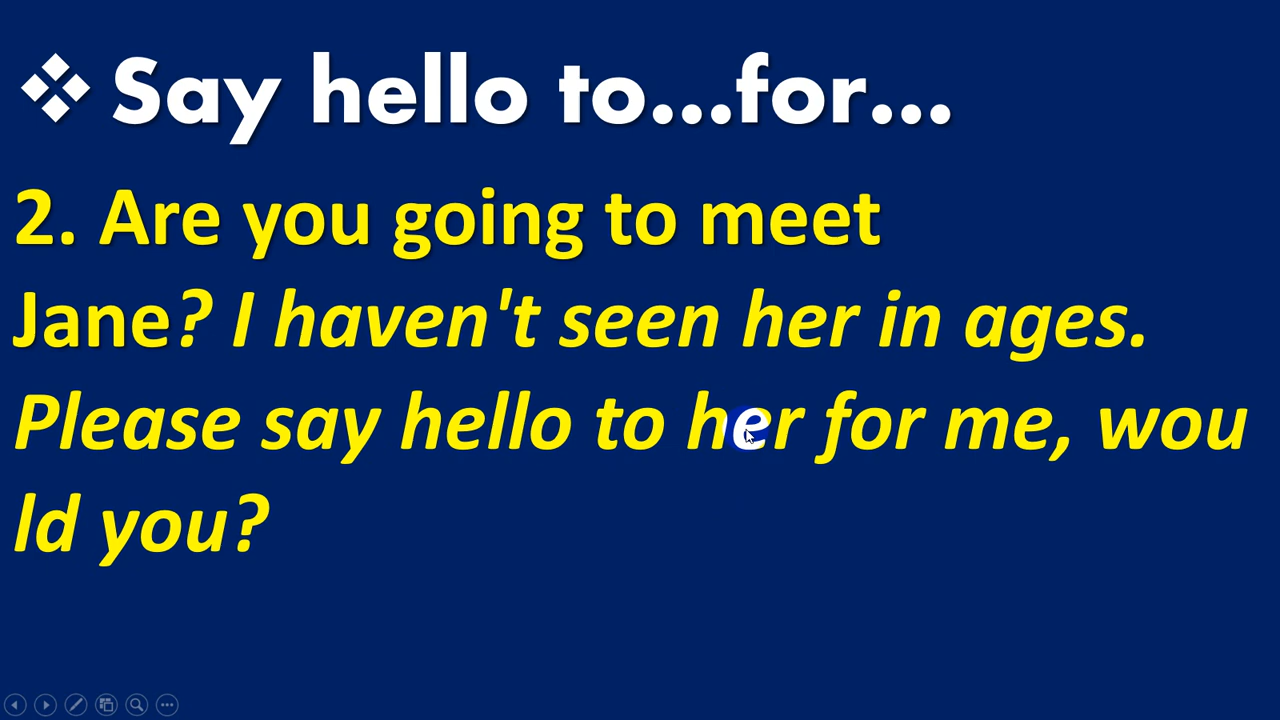 ❖ Say hello to...for...
2. Are you going to meet
Jane? I haven't seen her in ages.
Please say hello to her for me, wou
ld you?